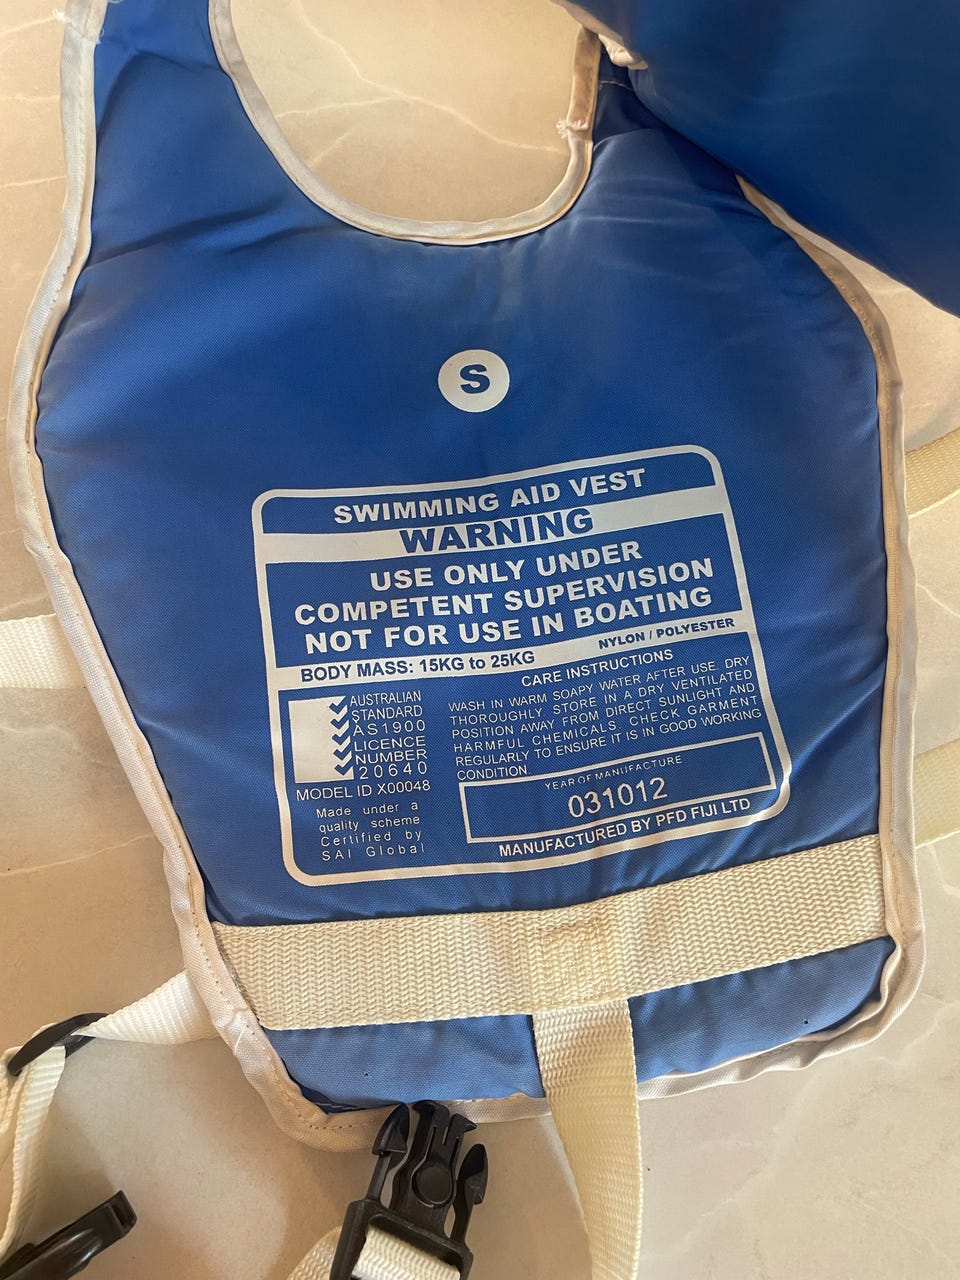 S
SWIMMING AID VEST
WARNING
USE ONLY UNDER
COMPETENT SUPERVISION
NOT FOR USE IN BOATING
BODY MASS: 15KG to 25KG
NYLON / POLYESTER
AUSTRALIAN
STANDARD
AS1900
LICENCE
NUMBER
20640
MODEL ID X00048
Made under a
quality scheme
Certified by
SAI Global
CARE INSTRUCTIONS
WASH IN WARM SOAPY WATER AFTER USE. DRY
THOROUGHLY STORE IN A DRY VENTILATED
POSITION AWAY FROM DIRECT SUNLIGHT AND
HARMFUL CHEMICALS. CHECK GARMENT
REGULARLY TO ENSURE IT IS IN GOOD WORKING
CONDITION.
YEAR OF MANUFACTURE
031012
MANUFACTURED BY PFD FIJI LTD